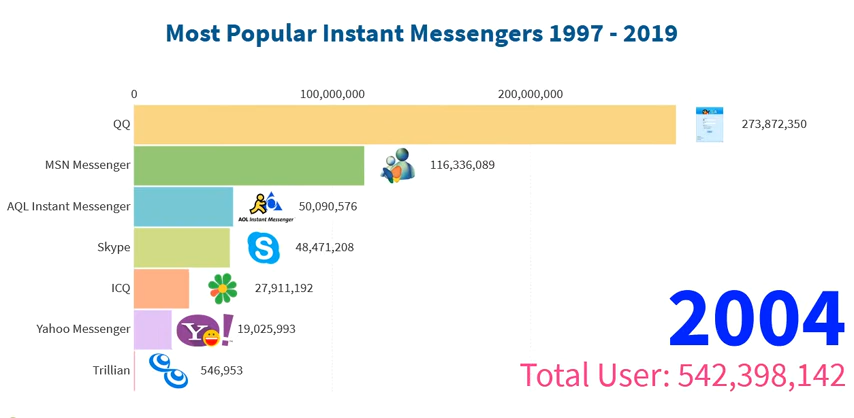 Most Popular Instant Messengers 1997 - 2019
0 100,000,000 200,000,000
QQ 273,872,350
MSN Messenger 116,336,089
AQL Instant Messenger AOL Instant Messenger 50,090,576
Skype S 48,471,208
ICQ 27,911,192
Yahoo Messenger Y! 19,025,993
Trillian 546,953
2004
Total User: 542,398,142